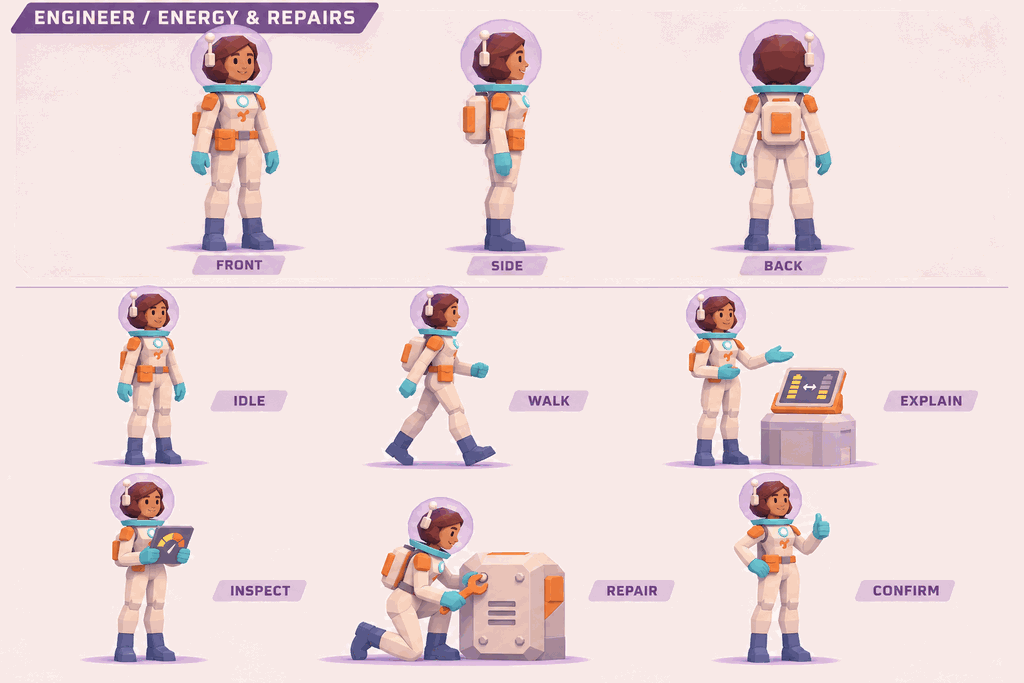 ENGINEER / ENERGY & REPAIRS
FRONT
SIDE
BACK
IDLE
WALK
EXPLAIN
INSPECT
REPAIR
CONFIRM